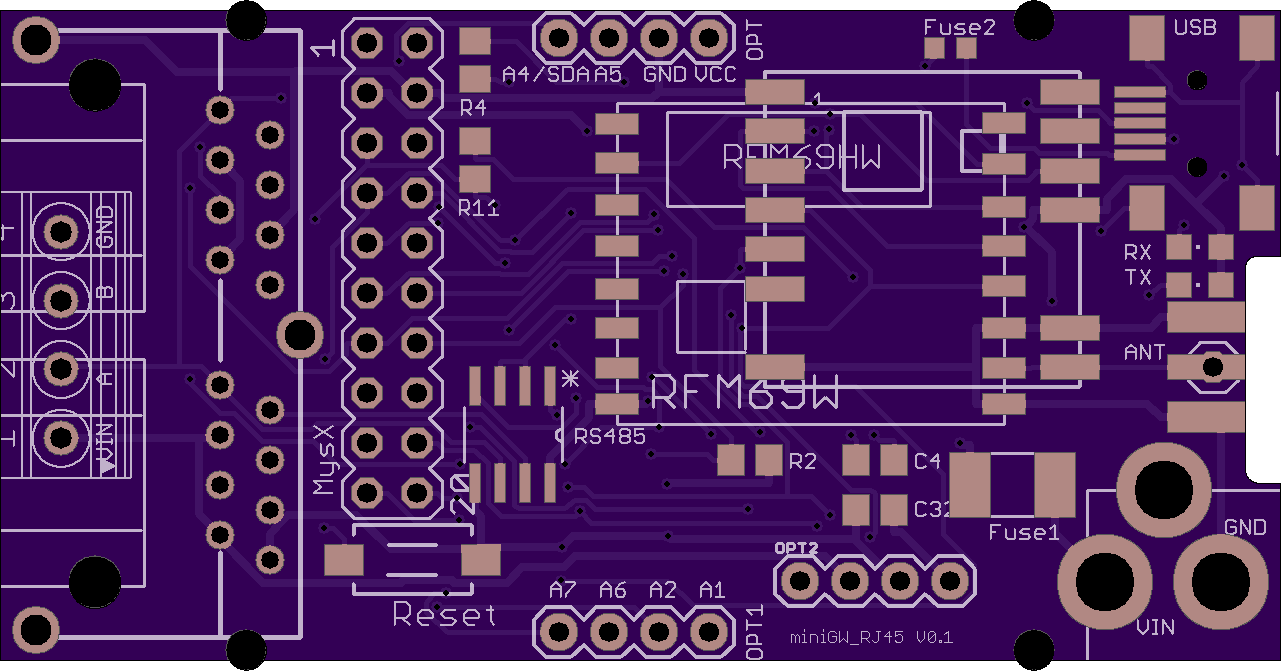 1
OPT
Fuse2
USB
A4/SDA A5 GND VCC
R4
1
RFM69HW
R11
GND
4
B
3
RX
TX
ANT
A
2
VIN
1
*
RFM69W
RS485
MysX
20
R2
C4
C32
Fuse1
GND
OPT2
Reset
A7 A6 A2 A1
OPT1
miniGW_RJ45 V0.1
VIN